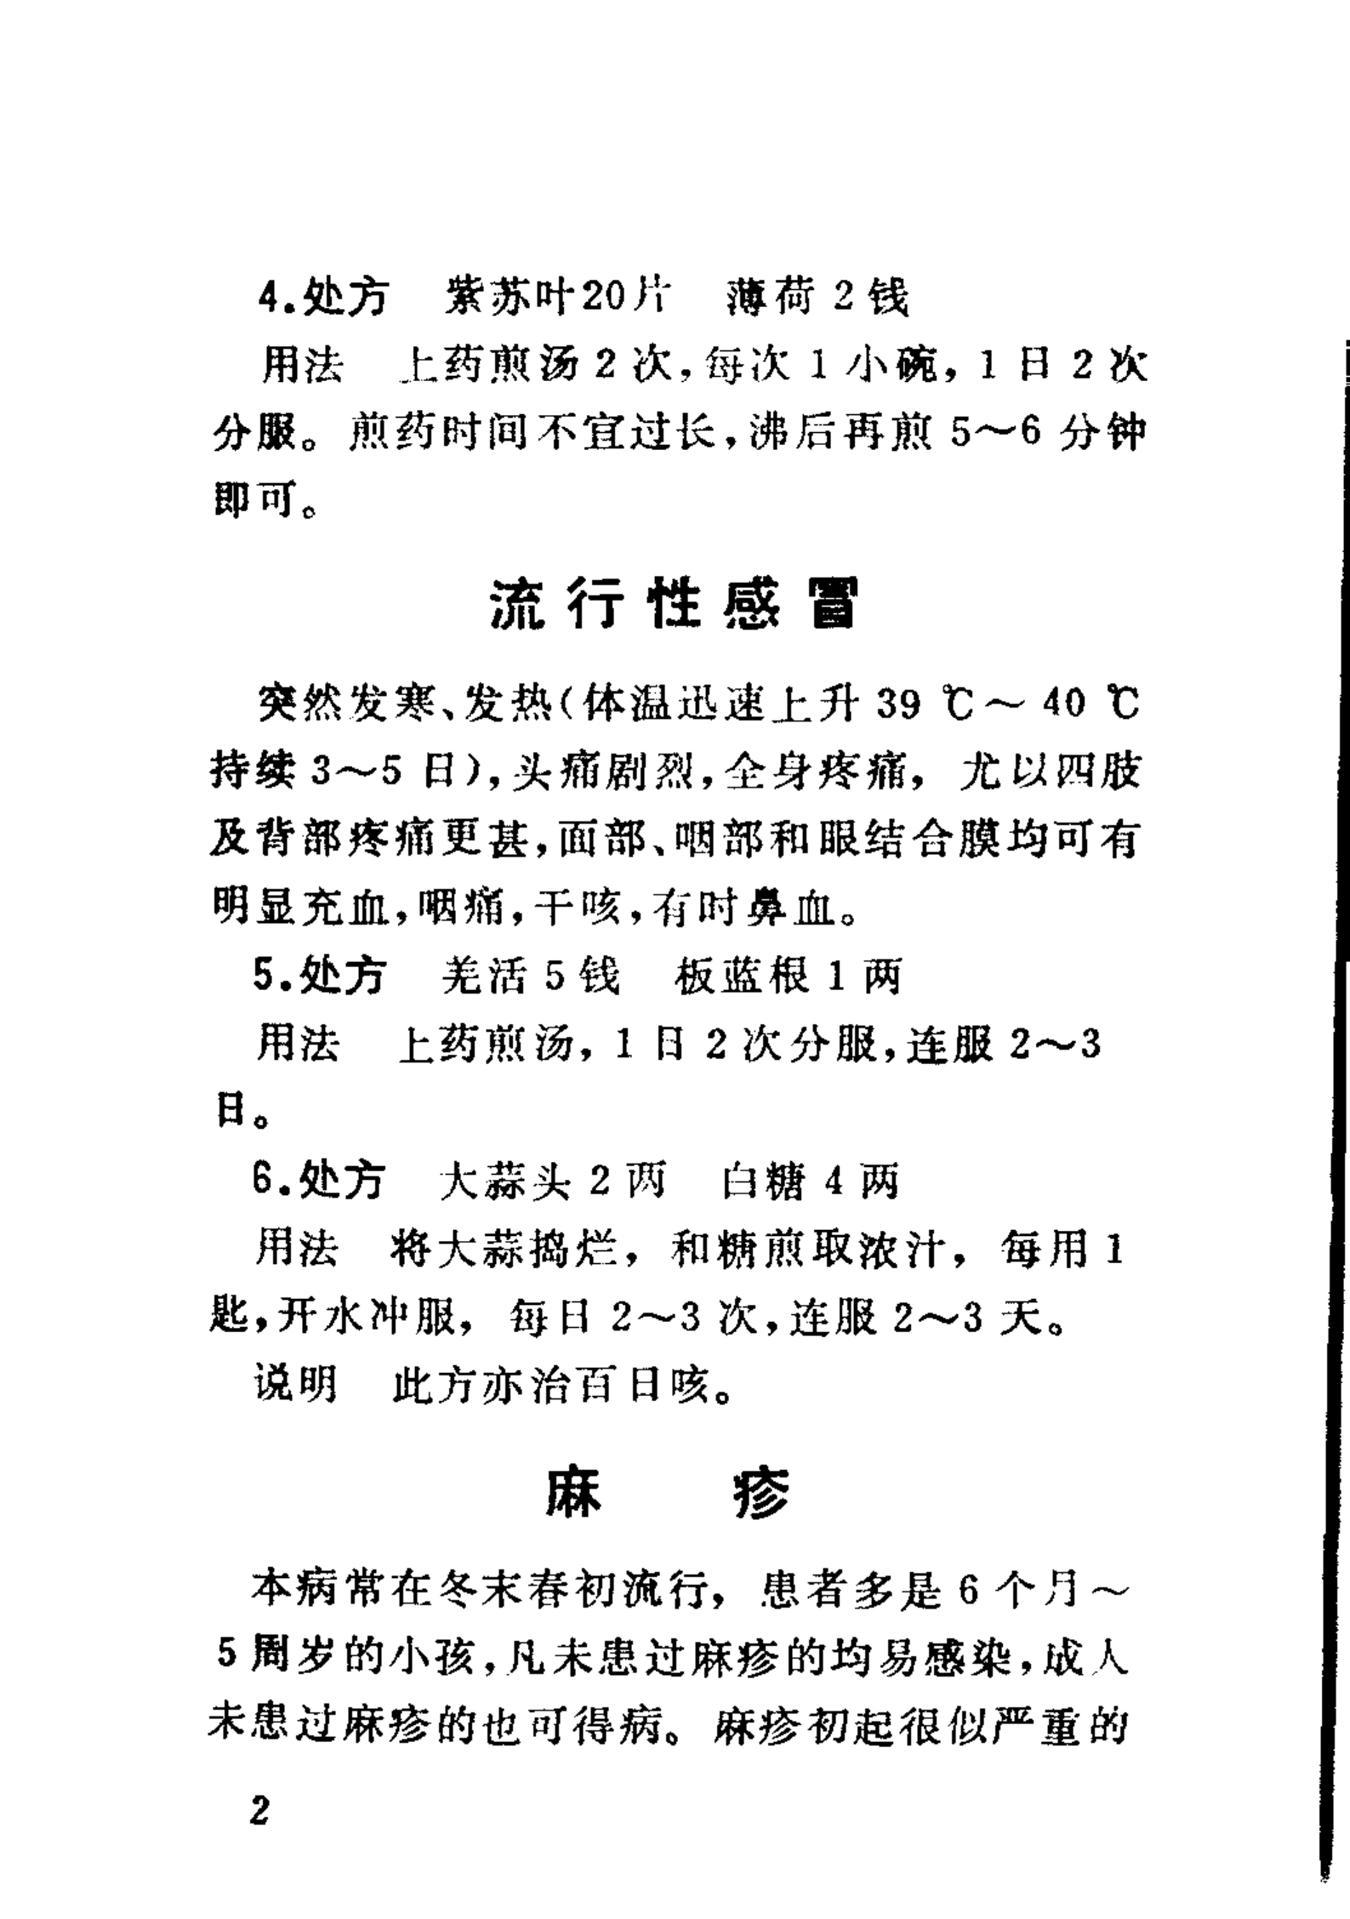 4.处方　紫苏叶20片　薄荷 2 钱
用法　上药煎汤 2 次，每次 1 小碗，1 日 2 次
分服。煎药时间不宜过长，沸后再煎 5～6 分钟
即可。
流行性感冒
突然发寒、发热（体温迅速上升 39 ℃～ 40 ℃
持续 3～5 日），头痛剧烈，全身疼痛，尤以四肢
及背部疼痛更甚，面部、咽部和眼结合膜均可有
明显充血，咽痛，干咳，有时鼻血。
5.处方　羌活 5 钱　板蓝根 1 两
用法　上药煎汤，1 日 2 次分服，连服 2～3
日。
6.处方　大蒜头 2 两　白糖 4 两
用法　将大蒜捣烂，和糖煎取浓汁，每用 1
匙，开水冲服，每日 2～3 次，连服 2～3 天。
说明　此方亦治百日咳。
麻　疹
本病常在冬末春初流行，患者多是 6 个月～
5 周岁的小孩，凡未患过麻疹的均易感染，成人
未患过麻疹的也可得病。麻疹初起很似严重的
2